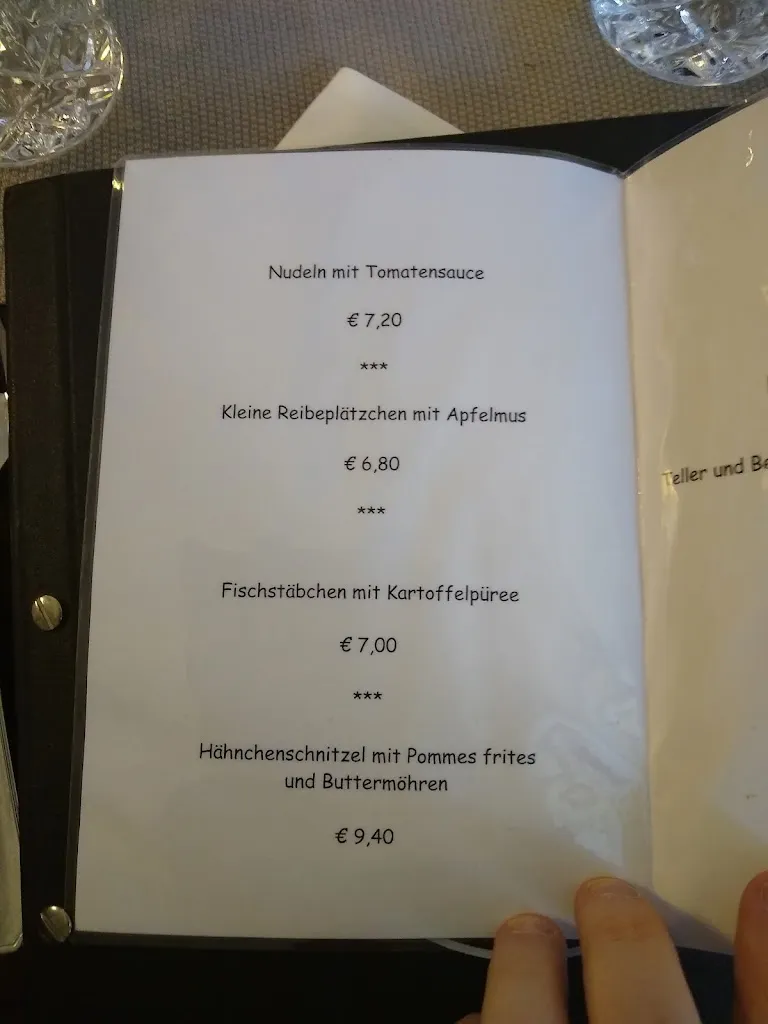 Nudeln mit Tomatensauce
€ 7,20
***
Kleine Reibeplätzchen mit Apfelmus
€ 6,80
***
Fischstäbchen mit Kartoffelpüree
€ 7,00
***
Hähnchenschnitzel mit Pommes frites
und Buttermöhren
€ 9,40
Teller und